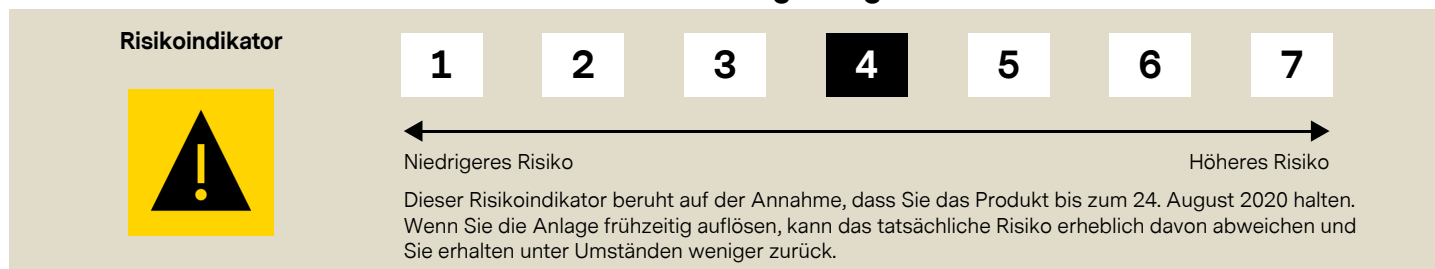 Risikoindikator
1 2 3 4 5 6 7
Niedrigeres Risiko Höheres Risiko
Dieser Risikoindikator beruht auf der Annahme, dass Sie das Produkt bis zum 24. August 2020 halten.
Wenn Sie die Anlage frühzeitig auflösen, kann das tatsächliche Risiko erheblich davon abweichen und
Sie erhalten unter Umständen weniger zurück.